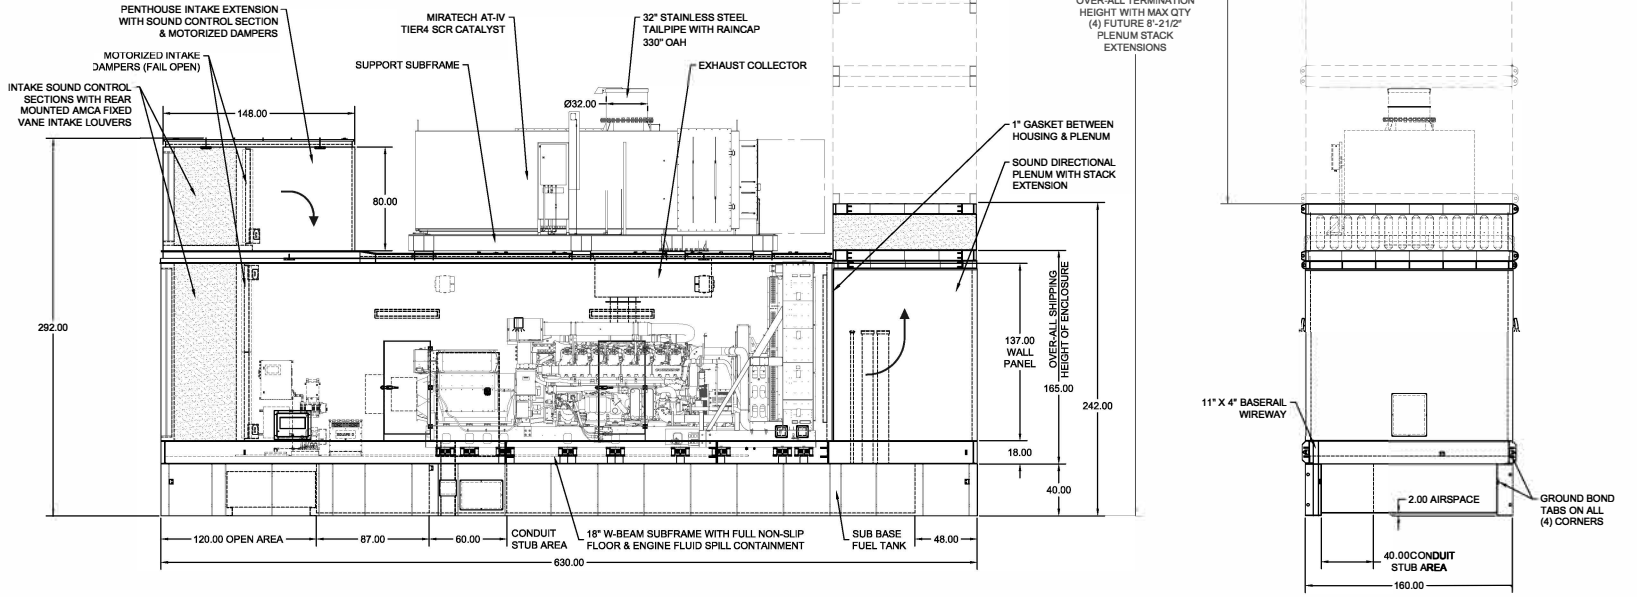 PENTHOUSE INTAKE EXTENSION
WITH SOUND CONTROL SECTION
& MOTORIZED DAMPERS
MOTORIZED INTAKE
DAMPERS (FAIL OPEN)
INTAKE SOUND CONTROL
SECTIONS WITH REAR
MOUNTED AMCA FIXED
VANE INTAKE LOUVERS
148.00
MIRATECH AT-IV
TIER4 SCR CATALYST
SUPPORT SUBFRAME
32" STAINLESS STEEL
TAILPIPE WITH RAINCAP
330" OAH
EXHAUST COLLECTOR
Ø32.00
OVER-ALL TERMINATION
HEIGHT WITH MAX QTY
(4) FUTURE 8'-21/2"
PLENUM STACK
EXTENSIONS
1" GASKET BETWEEN
HOUSING & PLENUM
SOUND DIRECTIONAL
PLENUM WITH STACK
EXTENSION
80.00
292.00
137.00
WALL
PANEL
OVER-ALL SHIPPING
HEIGHT OF ENCLOSURE
165.00
242.00
18.00
40.00
11" X 4" BASERAIL
WIREWAY
2.00 AIRSPACE
GROUND BOND
TABS ON ALL
(4) CORNERS
120.00 OPEN AREA
87.00
60.00
CONDUIT
STUB AREA
18" W-BEAM SUBFRAME WITH FULL NON-SLIP
FLOOR & ENGINE FLUID SPILL CONTAINMENT
SUB BASE
FUEL TANK
48.00
630.00
40.00CONDUIT
STUB AREA
160.00